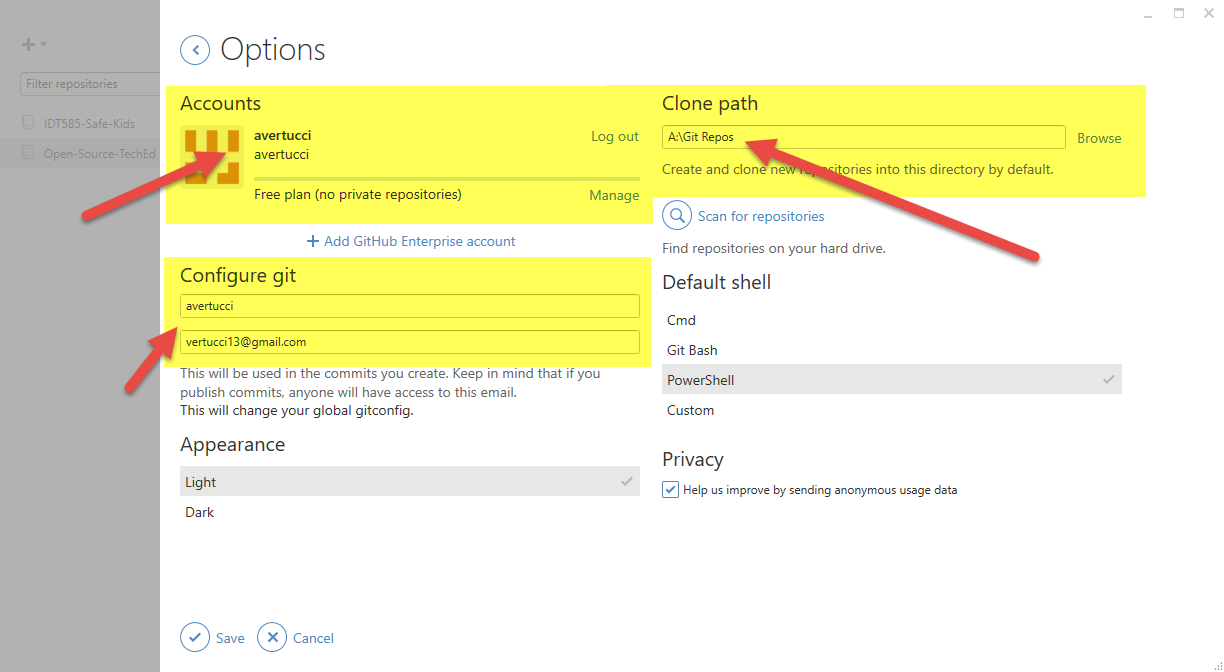 Options
Filter repositories
IDT585-Safe-Kids
Open-Source-TechEd
Accounts
avertucci
Log out
avertucci
Free plan (no private repositories)
Manage
Add GitHub Enterprise account
Configure git
avertucci
vertucci13@gmail.com
This will be used in the commits you create. Keep in mind that if you
publish commits, anyone will have access to this email.
This will change your global gitconfig.
Appearance
Light
Dark
Clone path
A:\Git Repos
Browse
Create and clone new repositories into this directory by default.
Scan for repositories
Find repositories on your hard drive.
Default shell
Cmd
Git Bash
PowerShell
Custom
Privacy
Help us improve by sending anonymous usage data
Save
Cancel